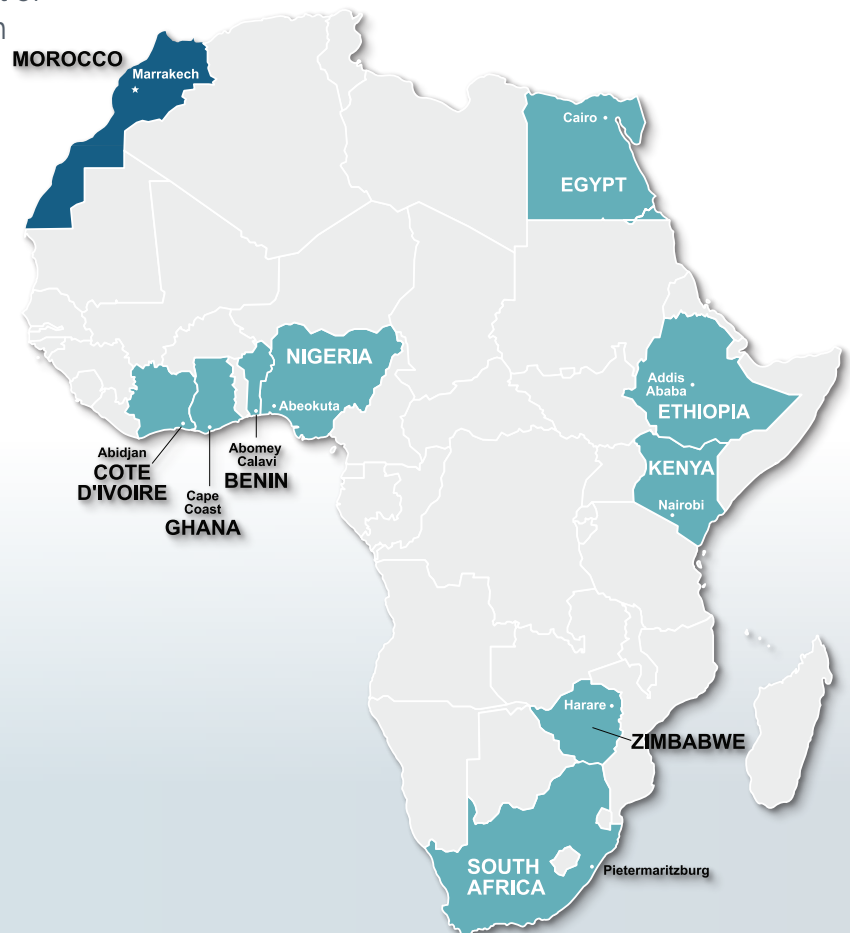 MOROCCO
Marrakech
Cairo
EGYPT
NIGERIA
Abeokuta
Addis
Ababa
ETHIOPIA
KENYA
Nairobi
Abidjan
COTE
D'IVOIRE
Cape
Coast
GHANA
Abomey
Calavi
BENIN
Harare
ZIMBABWE
SOUTH
AFRICA
Pietermaritzburg